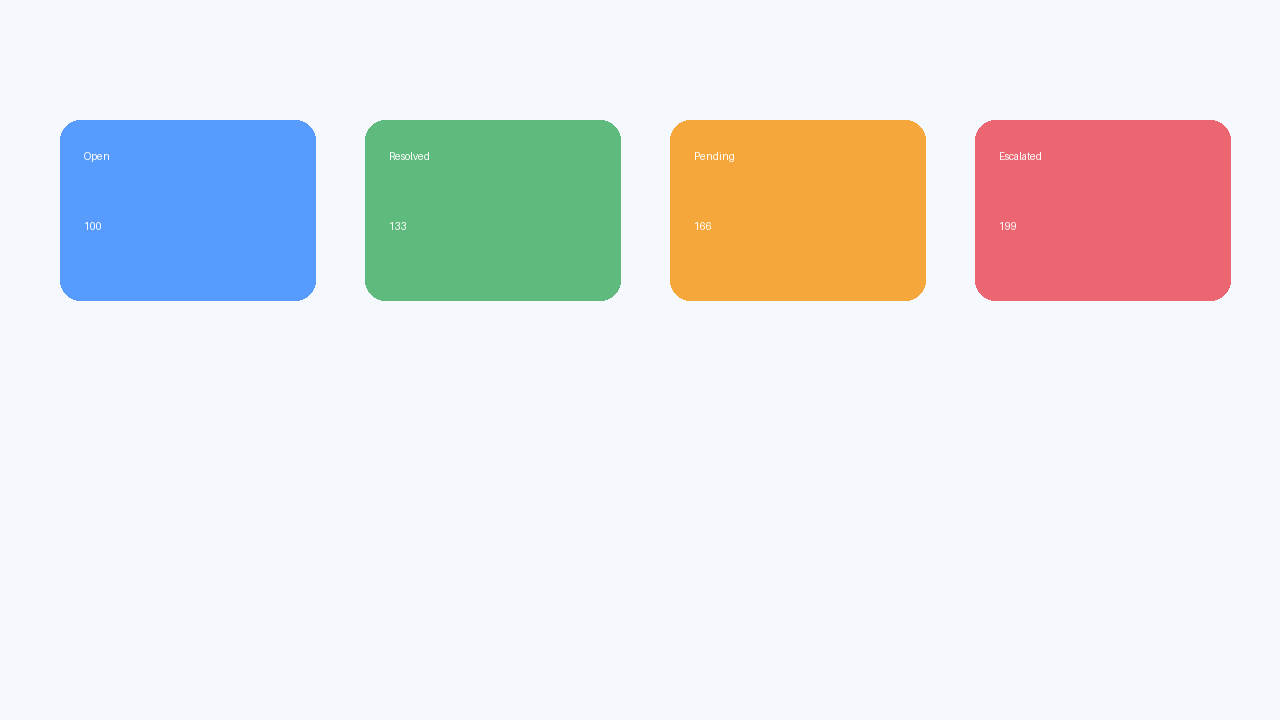 Open
100
Resolved
133
Pending
166
Escalated
199